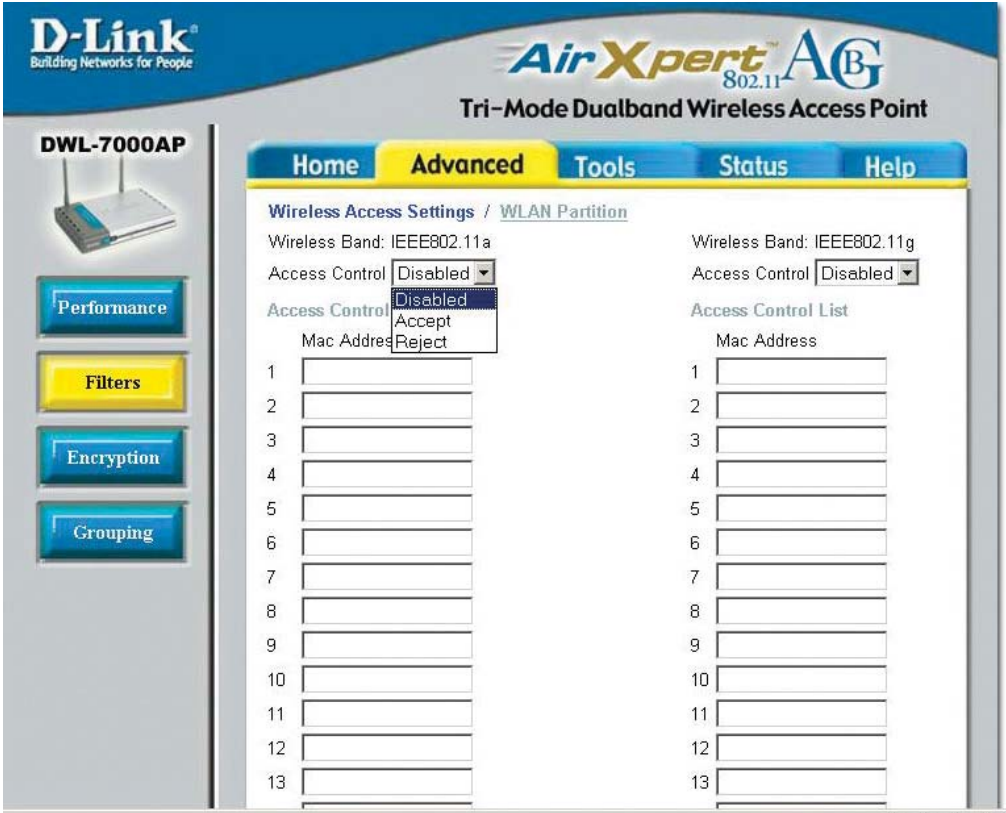 D-Link®
Building Networks for People
AirXpert™ 802.11 ABG
Tri-Mode Dualband Wireless Access Point
DWL-7000AP
Home Advanced Tools Status Help
Wireless Access Settings / WLAN Partition
Wireless Band: IEEE802.11a Wireless Band: IEEE802.11g
Access Control Disabled Access Control Disabled
Disabled
Accept
Reject
Access Control Access Control List
Mac Addres Mac Address
1 1
2 2
3 3
4 4
5 5
6 6
7 7
8 8
9 9
10 10
11 11
12 12
13 13
Performance
Filters
Encryption
Grouping